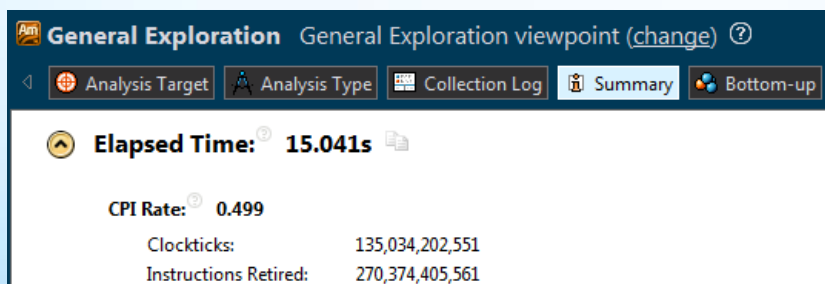 Am General Exploration General Exploration viewpoint (change) ?
Analysis Target Analysis Type Collection Log Summary Bottom-up
Elapsed Time: ? 15.041s
CPI Rate: ? 0.499
Clockticks: 135,034,202,551
Instructions Retired: 270,374,405,561